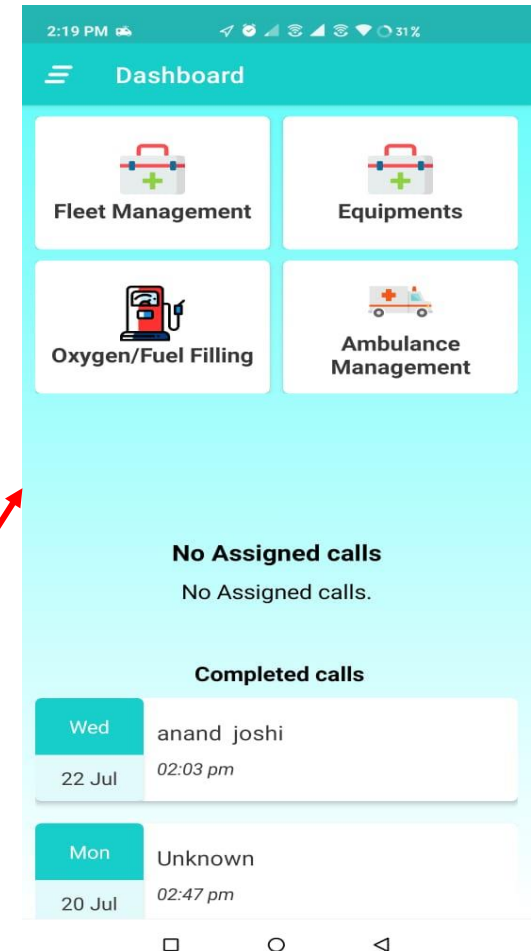 2:19 PM 31%
Dashboard
Fleet Management
Equipments
Oxygen/Fuel Filling
Ambulance
Management
No Assigned calls
No Assigned calls.
Completed calls
Wed
22 Jul
anand joshi
02:03 pm
Mon
20 Jul
Unknown
02:47 pm